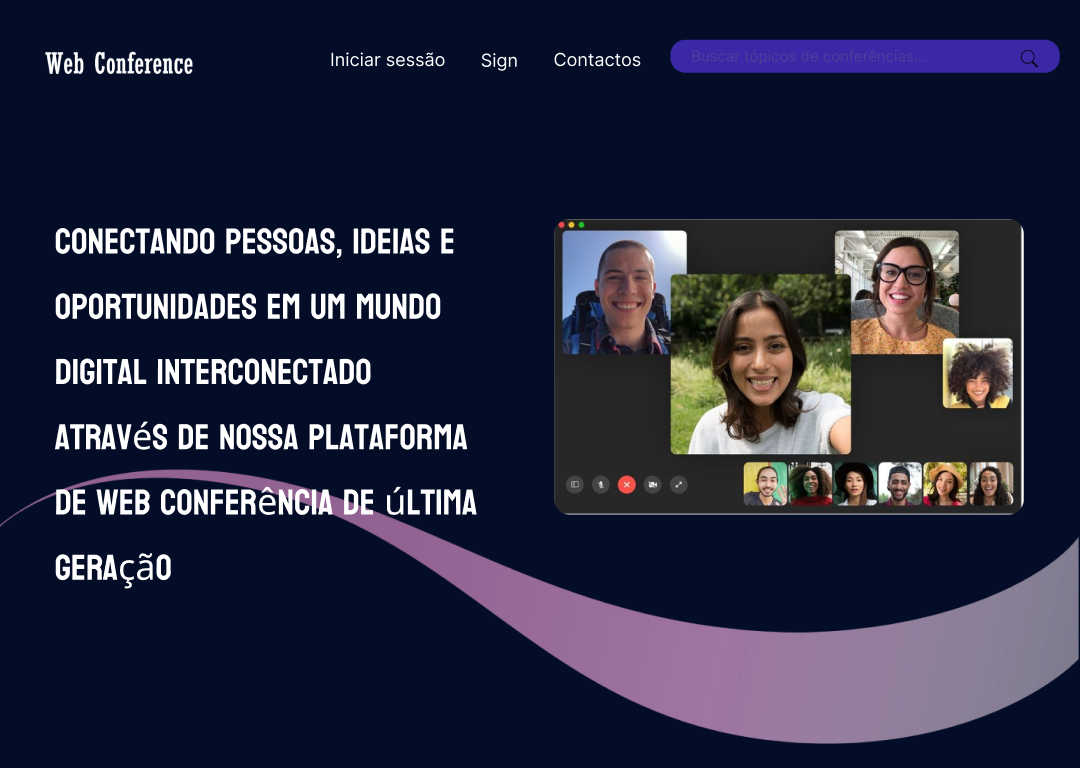 Web Conference
Iniciar sessão
Sign
Contactos
Buscar tópicos de conferências...
CONECTANDO PESSOAS, IDEIAS E
OPORTUNIDADES EM UM MUNDO
DIGITAL INTERCONECTADO
ATRAVéS DE NOSSA PLATAFORMA
DE WEB CONFERêNCIA DE úLTIMA
GERAçãO